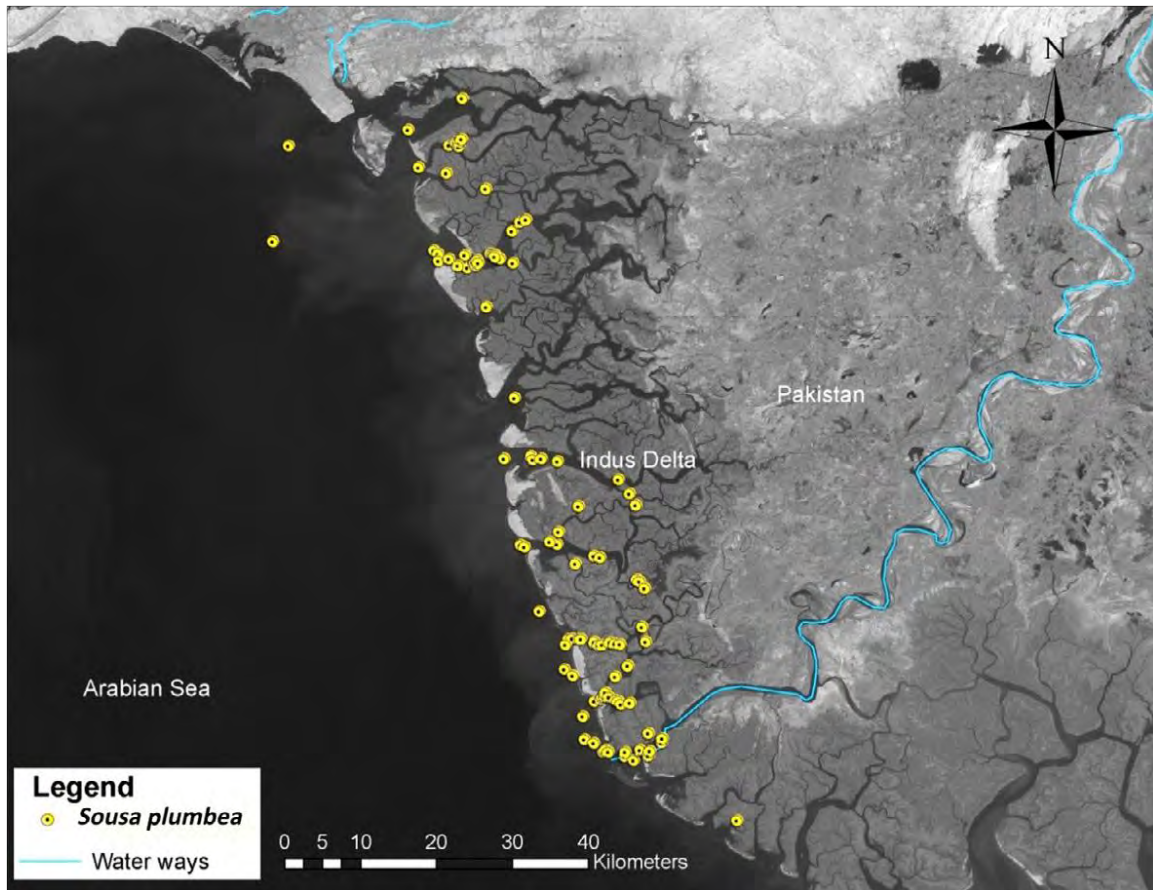 N
Pakistan
Indus Delta
Arabian Sea
Legend
Sousa plumbea
Water ways
0 5 10 20 30 40
Kilometers